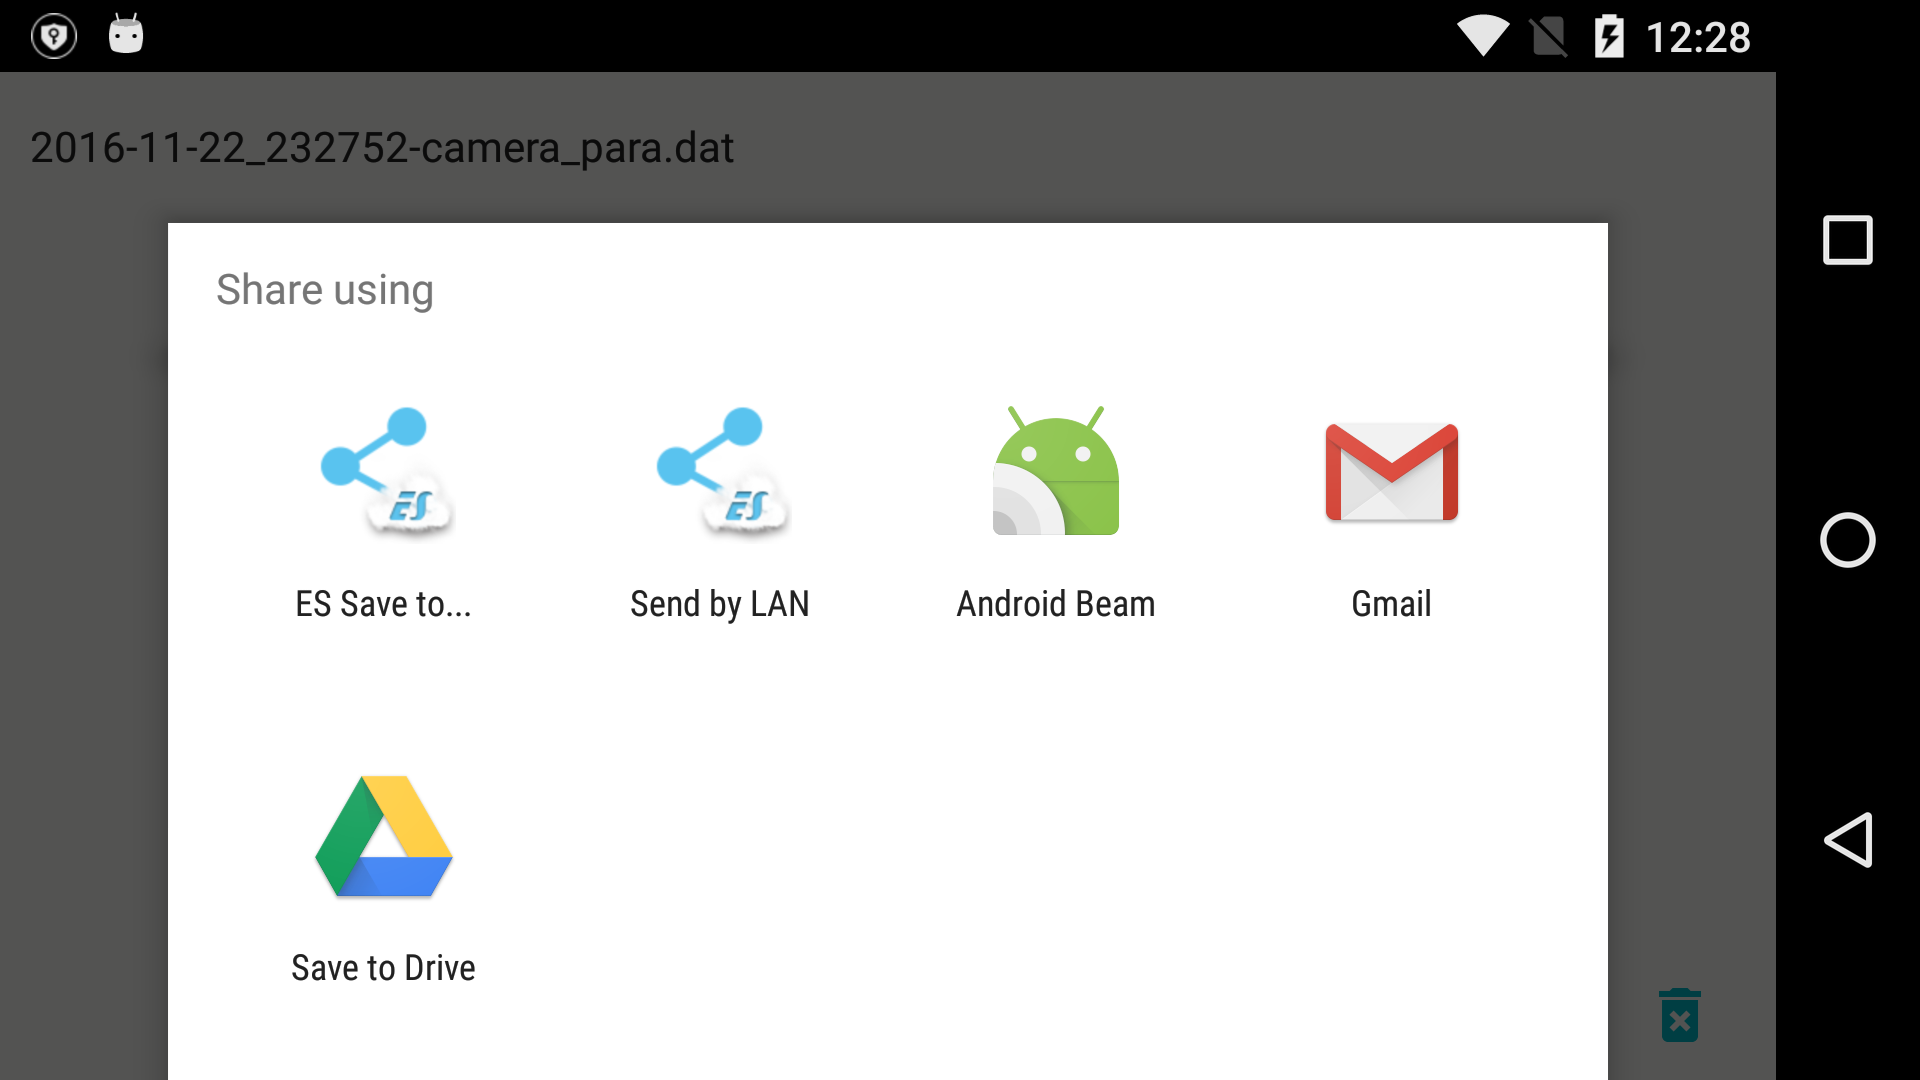 12:28
2016-11-22_232752-camera_para.dat
Share using
ES
ES
ES Save to...
Send by LAN
Android Beam
Gmail
Save to Drive